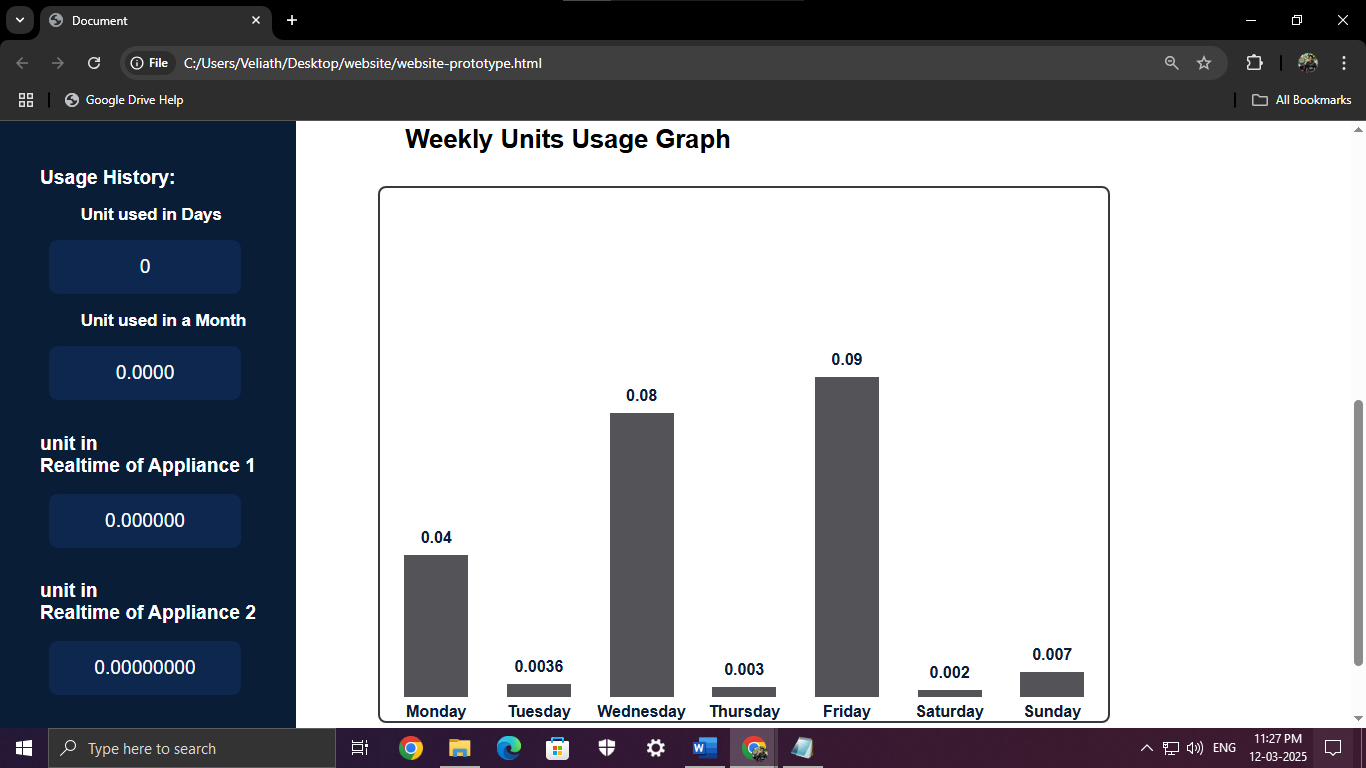 Document
File
C:/Users/Veliath/Desktop/website/website-prototype.html
Google Drive Help
All Bookmarks
Usage History:
Unit used in Days
0
Unit used in a Month
0.0000
unit in
Realtime of Appliance 1
0.000000
unit in
Realtime of Appliance 2
0.00000000
Weekly Units Usage Graph
0.04
0.0036
0.08
0.003
0.09
0.002
0.007
Monday
Tuesday
Wednesday
Thursday
Friday
Saturday
Sunday
Type here to search
ENG
11:27 PM
12-03-2025